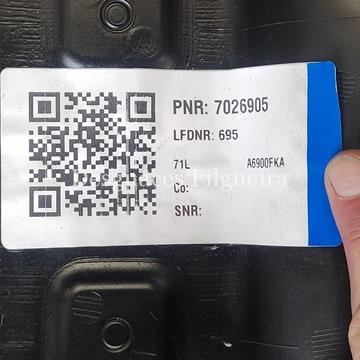 PNR: 7026905
LFDNR: 695
71L A6900FKA
Co:
SNR:
Desguaces Filgueira